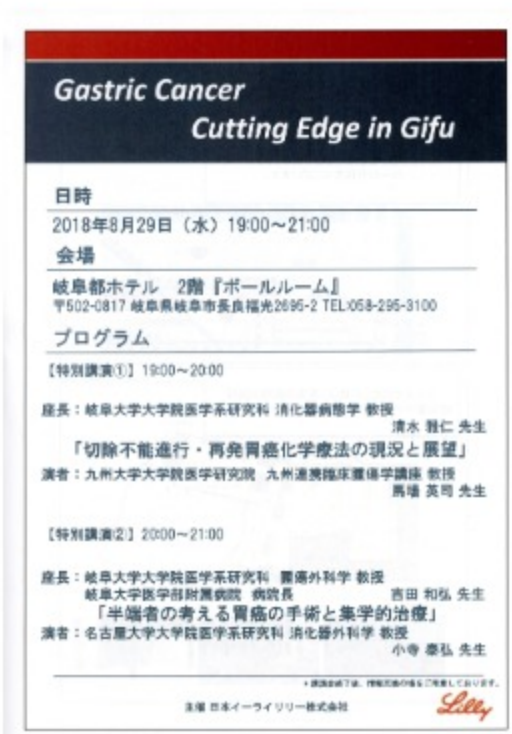 Gastric Cancer
Cutting Edge in Gifu
日時
2018年8月29日（水）19:00～21:00
会場
岐阜都ホテル　2階『ボールルーム』
〒502-0817 岐阜県岐阜市長良福光2695-2 TEL:058-295-3100
プログラム
【特別講演①】19:00～20:00
座長：岐阜大学大学院医学系研究科 消化器病態学 教授
清水 雅仁 先生
「切除不能進行・再発胃癌化学療法の現況と展望」
演者：九州大学大学院医学研究院 九州連携臨床腫瘍学講座 教授
馬場 英司 先生
【特別講演②】20:00～21:00
座長：岐阜大学大学院医学系研究科 腫瘍外科学 教授
岐阜大学医学部附属病院 病院長　吉田 和弘 先生
「半端者の考える胃癌の手術と集学的治療」
演者：名古屋大学大学院医学系研究科 消化器外科学 教授
小寺 泰弘 先生
主催 日本イーライリリー株式会社
Lilly